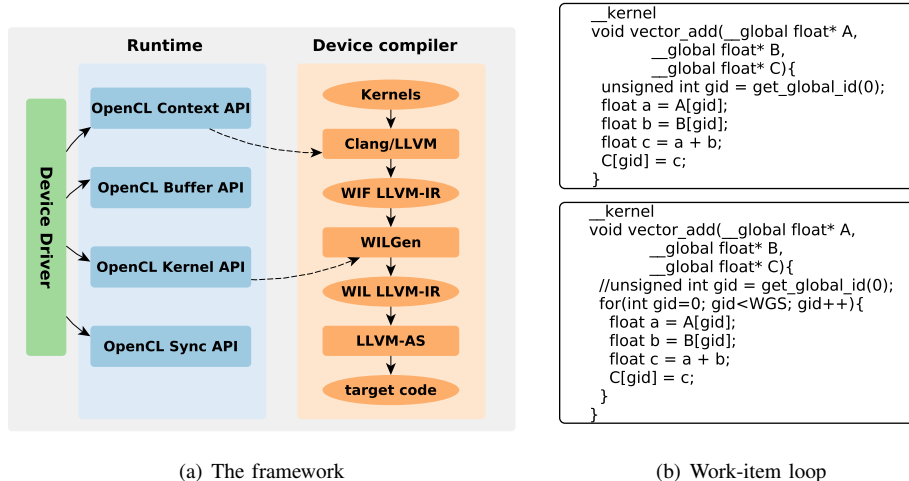 Runtime
Device compiler
Device Driver
OpenCL Context API
OpenCL Buffer API
OpenCL Kernel API
OpenCL Sync API
Kernels
Clang/LLVM
WIF LLVM-IR
WILGen
WIL LLVM-IR
LLVM-AS
target code
(a) The framework
__kernel
void vector_add(__global float* A,
__global float* B,
__global float* C){
unsigned int gid = get_global_id(0);
float a = A[gid];
float b = B[gid];
float c = a + b;
C[gid] = c;
}
__kernel
void vector_add(__global float* A,
__global float* B,
__global float* C){
//unsigned int gid = get_global_id(0);
for(int gid=0; gid<WGS; gid++){
float a = A[gid];
float b = B[gid];
float c = a + b;
C[gid] = c;
}
}
(b) Work-item loop